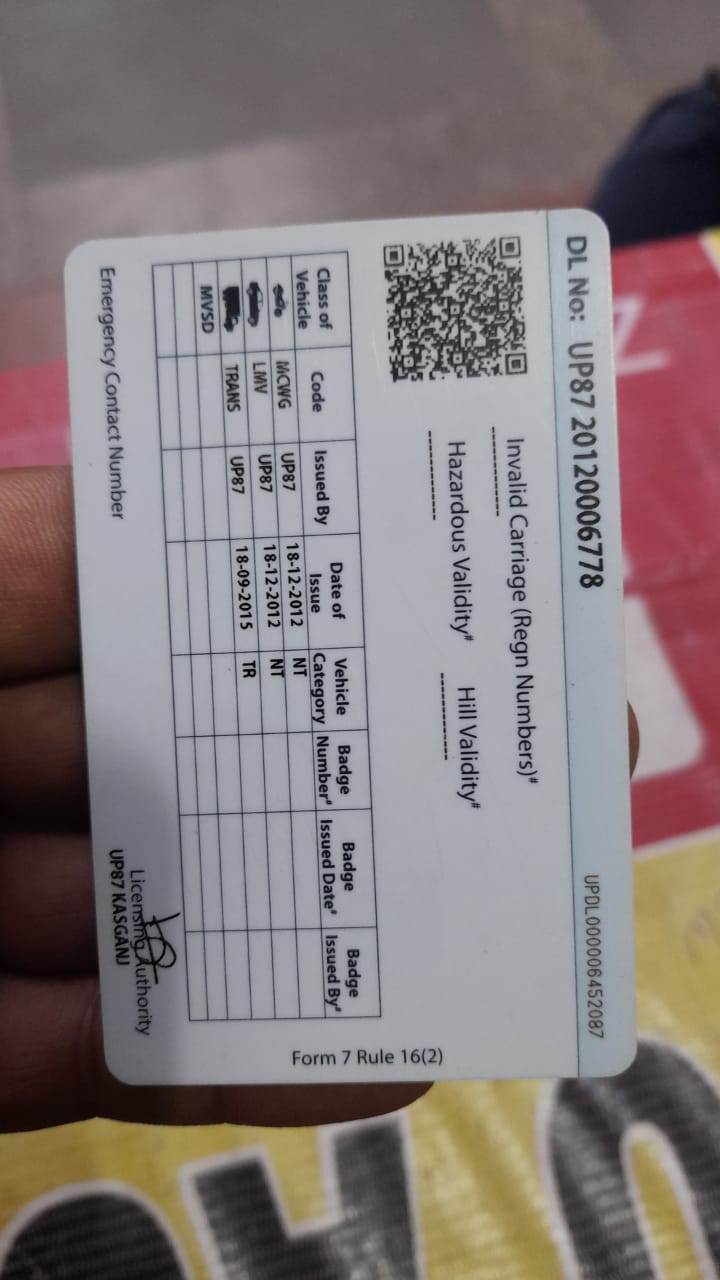 DL No: UP87 20120006778 UPDL000006452087
Invalid Carriage (Regn Numbers)#
------------
Hazardous Validity# Hill Validity#
------------ ------------
Class of Vehicle Code Issued By Date of Issue Vehicle Category Badge Number# Badge Issued Date# Badge Issued By#
MCWG UP87 18-12-2012 NT
LMV UP87 18-12-2012 NT
TRANS UP87 18-09-2015 TR
MVSD
Form 7 Rule 16(2)
Emergency Contact Number
Licensing Authority
UP87 KASGANJ